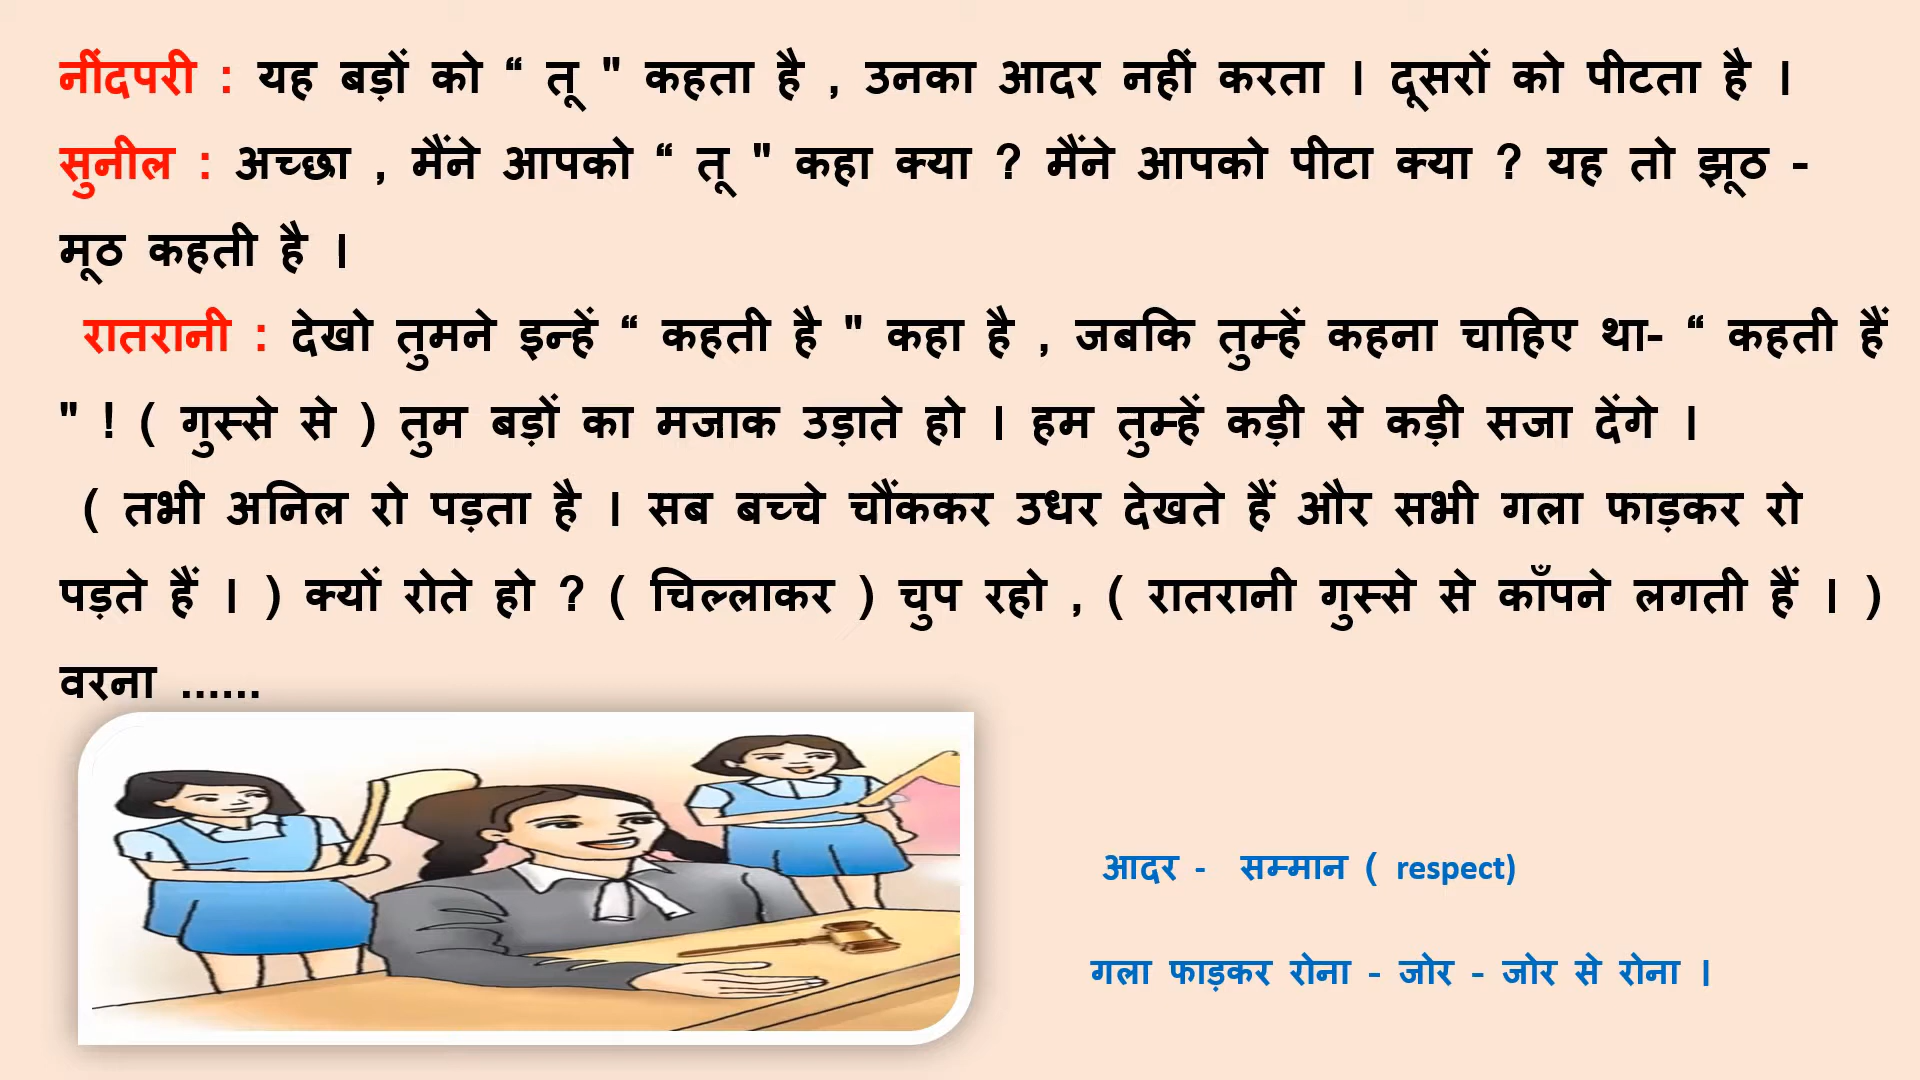 नींदपरी : यह बड़ों को “ तू " कहता है , उनका आदर नहीं करता । दूसरों को पीटता है ।
सुनील : अच्छा , मैंने आपको “ तू " कहा क्या ? मैंने आपको पीटा क्या ? यह तो झूठ -
मूठ कहती है ।
रातरानी : देखो तुमने इन्हें “ कहती है " कहा है , जबकि तुम्हें कहना चाहिए था- “ कहती हैं
" ! ( गुस्से से ) तुम बड़ों का मजाक उड़ाते हो । हम तुम्हें कड़ी से कड़ी सजा देंगे ।
( तभी अनिल रो पड़ता है । सब बच्चे चौंककर उधर देखते हैं और सभी गला फाड़कर रो
पड़ते हैं । ) क्यों रोते हो ? ( चिल्लाकर ) चुप रहो , ( रातरानी गुस्से से काँपने लगती हैं । )
वरना ......
आदर - सम्मान ( respect)
गला फाड़कर रोना - जोर - जोर से रोना ।